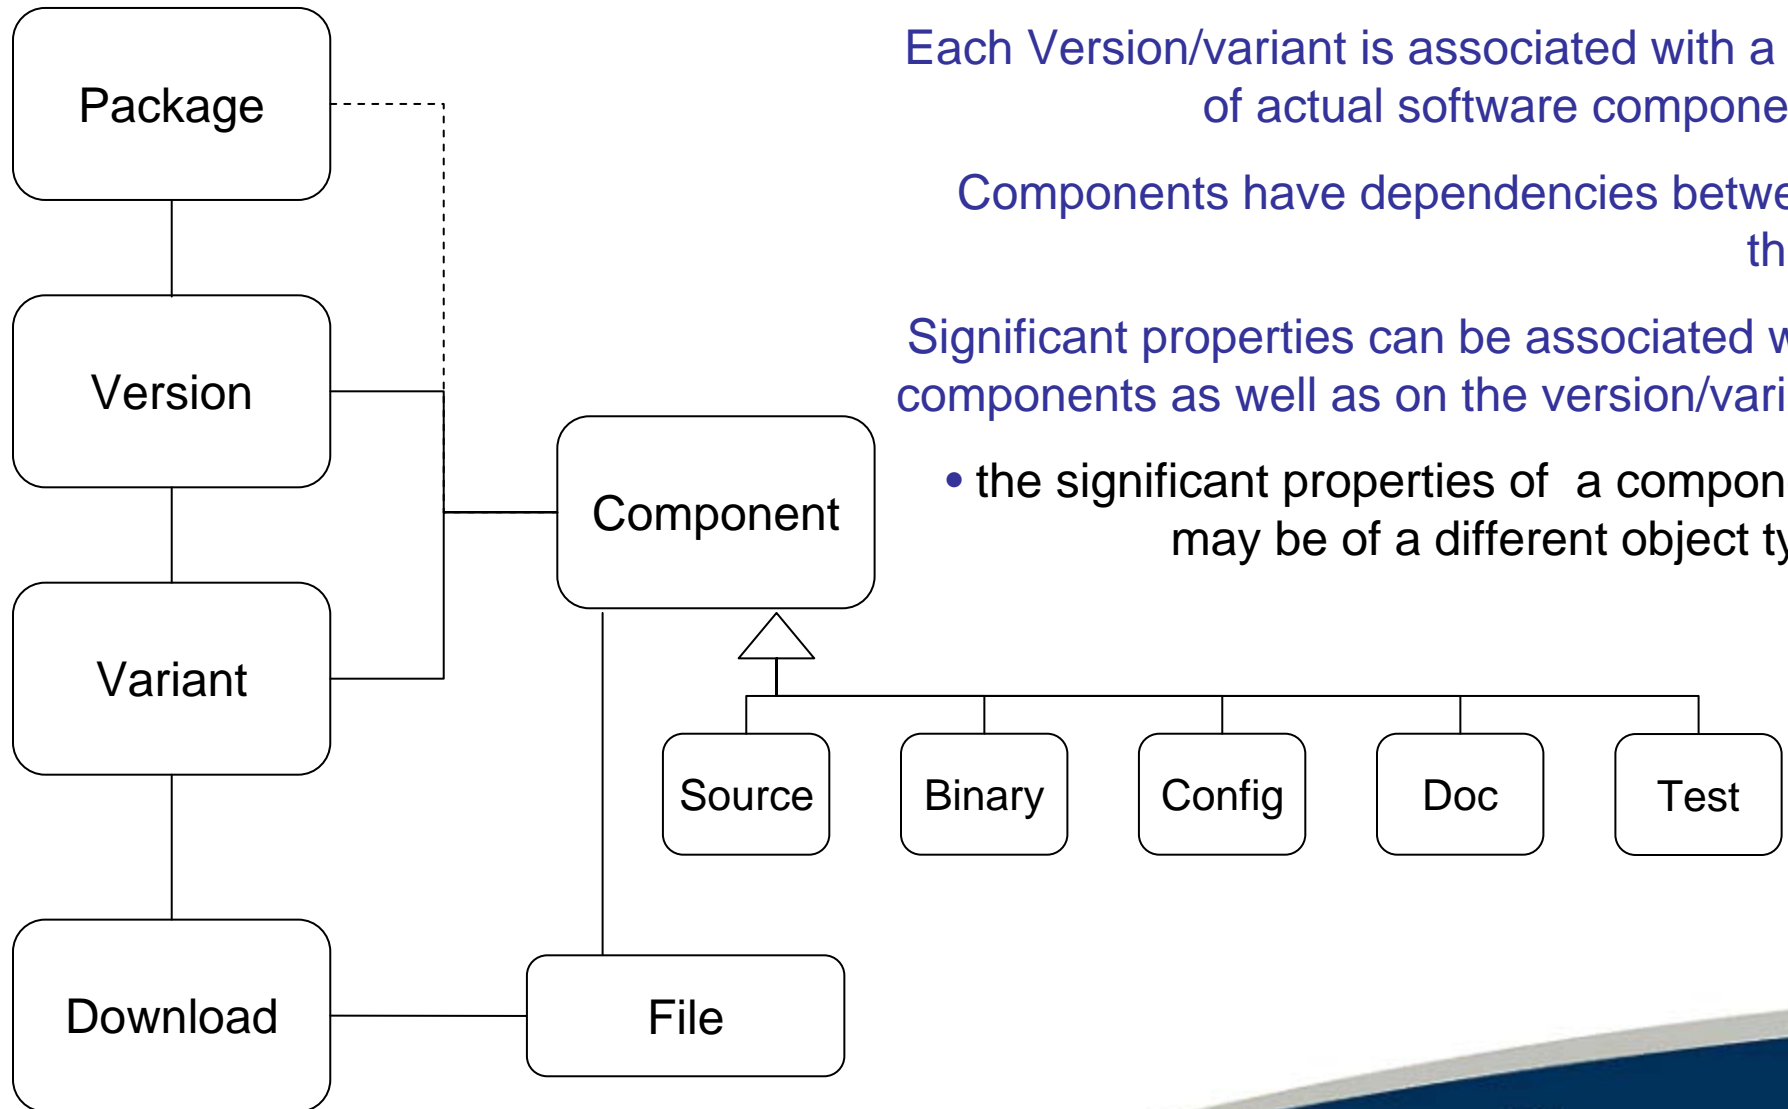 Each Version/variant is associated with a
of actual software compone
Components have dependencies betwe
th
Significant properties can be associated w
components as well as on the version/vari
• the significant properties of  a compon
may be of a different object ty
Package
Version
Variant
Download
Component
File
Source
Binary
Config
Doc
Test